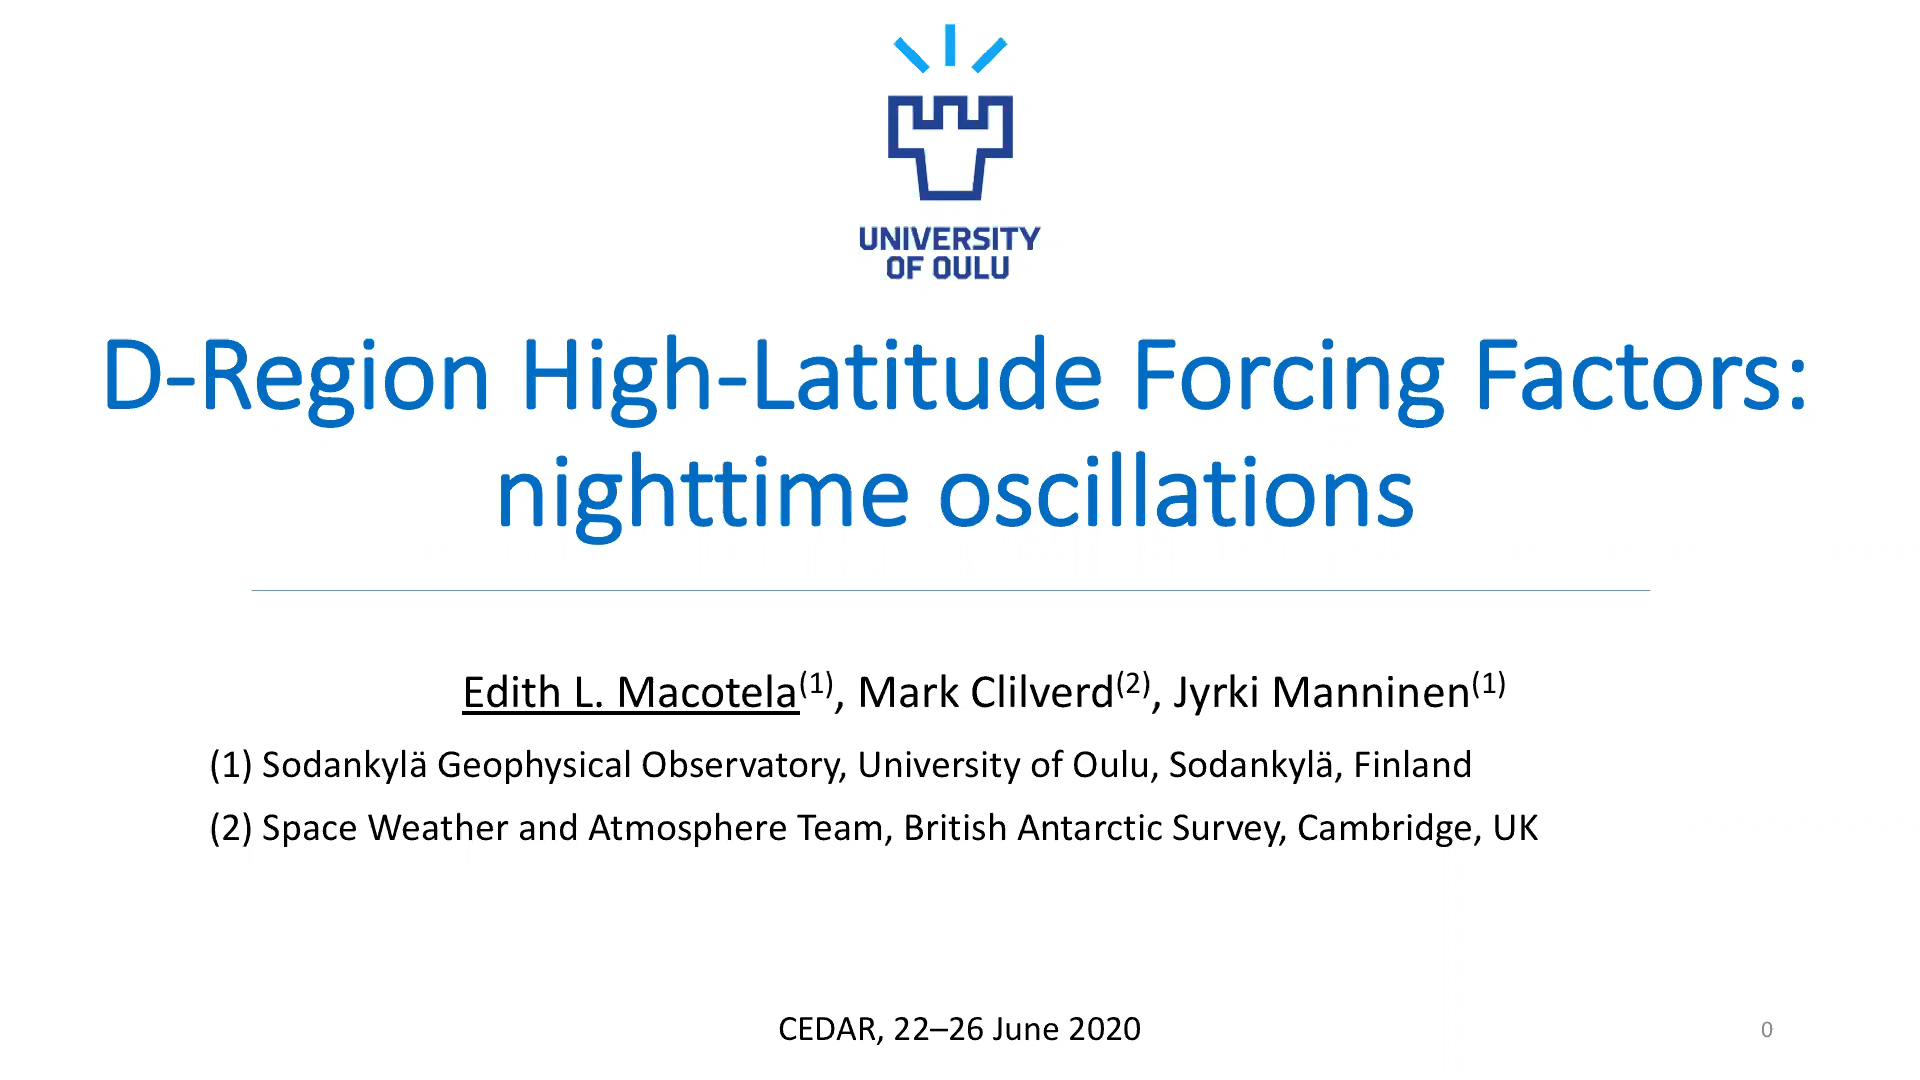 UNIVERSITY
OF OULU
D-Region High-Latitude Forcing Factors:
nighttime oscillations
Edith L. Macotela(1), Mark Clilverd(2), Jyrki Manninen(1)
(1) Sodankylä Geophysical Observatory, University of Oulu, Sodankylä, Finland
(2) Space Weather and Atmosphere Team, British Antarctic Survey, Cambridge, UK
CEDAR, 22–26 June 2020
0